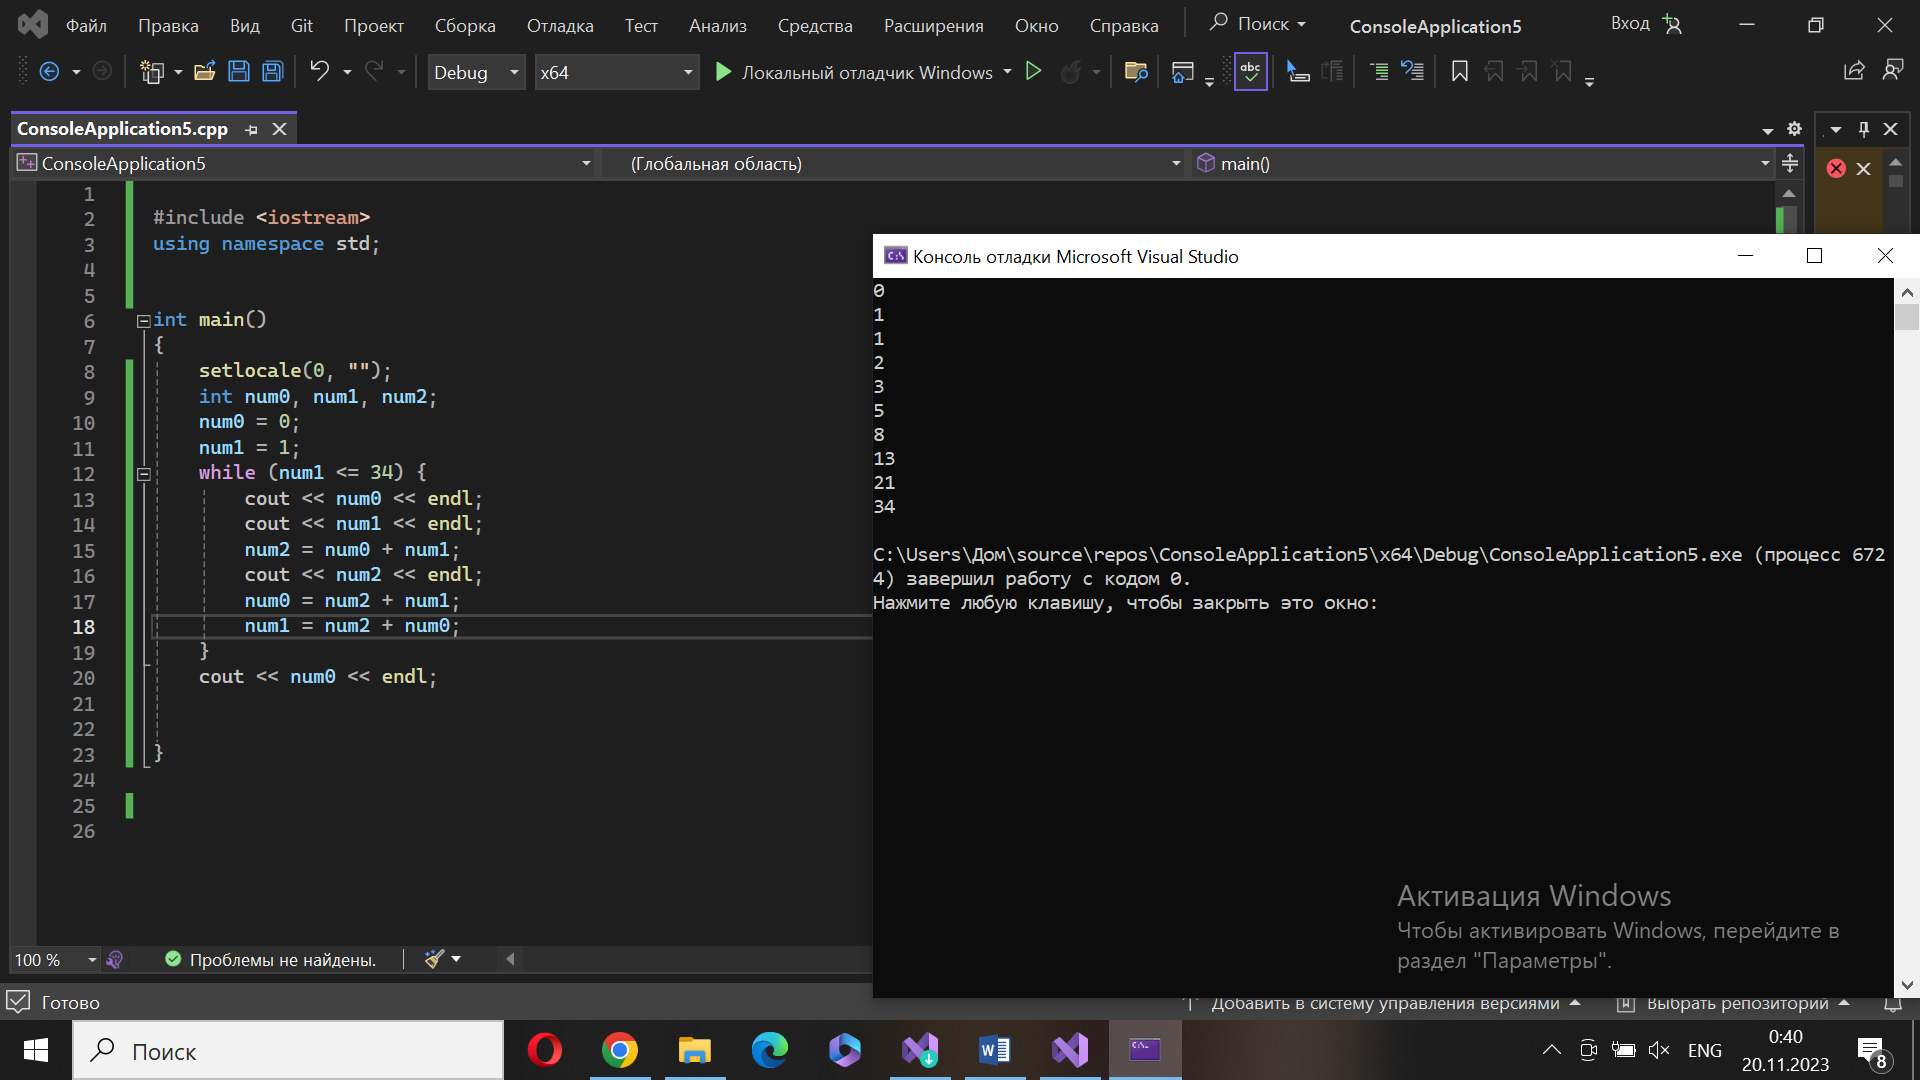 Файл Правка Вид Git Проект Сборка Отладка Тест Анализ Средства Расширения Окно Справка Поиск ConsoleApplication5 Вход
Debug x64 Локальный отладчик Windows abc
ConsoleApplication5.cpp
ConsoleApplication5 (Глобальная область) main()
1
2 #include <iostream>
3 using namespace std;
4
5
6 int main()
7 {
8 setlocale(0, "");
9 int num0, num1, num2;
10 num0 = 0;
11 num1 = 1;
12 while (num1 <= 34) {
13 cout << num0 << endl;
14 cout << num1 << endl;
15 num2 = num0 + num1;
16 cout << num2 << endl;
17 num0 = num2 + num1;
18 num1 = num2 + num0;
19 }
20 cout << num0 << endl;
21
22
23 }
24
25
26
Консоль отладки Microsoft Visual Studio
0
1
1
2
3
5
8
13
21
34
C:\Users\Дом\source\repos\ConsoleApplication5\x64\Debug\ConsoleApplication5.exe (процесс 672
4) завершил работу с кодом 0.
Нажмите любую клавишу, чтобы закрыть это окно:
Активация Windows
Чтобы активировать Windows, перейдите в
раздел "Параметры".
100 % Проблемы не найдены.
Готово Добавить в систему управления версиями Выбрать репозиторий
Поиск ENG 0:40
20.11.2023 8